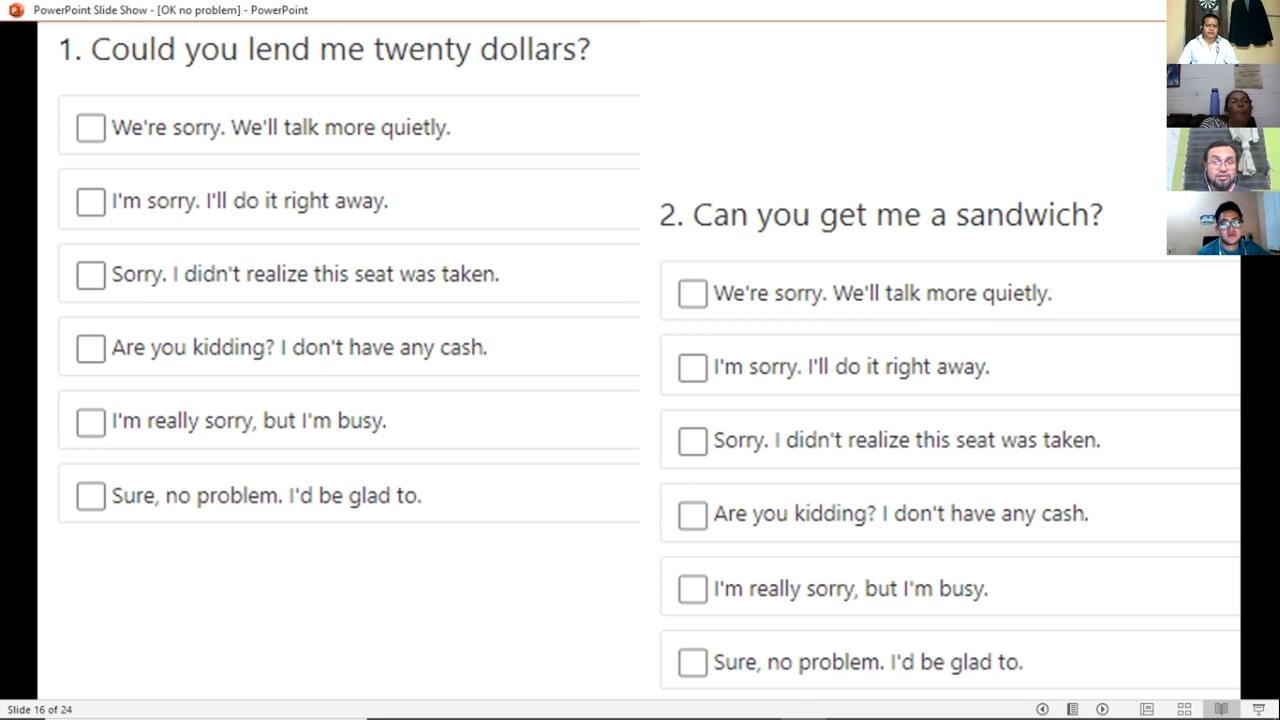 PowerPoint Slide Show - [OK no problem] - PowerPoint
1. Could you lend me twenty dollars?
We're sorry. We'll talk more quietly.
I'm sorry. I'll do it right away.
Sorry. I didn't realize this seat was taken.
Are you kidding? I don't have any cash.
I'm really sorry, but I'm busy.
Sure, no problem. I'd be glad to.
2. Can you get me a sandwich?
We're sorry. We'll talk more quietly.
I'm sorry. I'll do it right away.
Sorry. I didn't realize this seat was taken.
Are you kidding? I don't have any cash.
I'm really sorry, but I'm busy.
Sure, no problem. I'd be glad to.
Slide 16 of 24